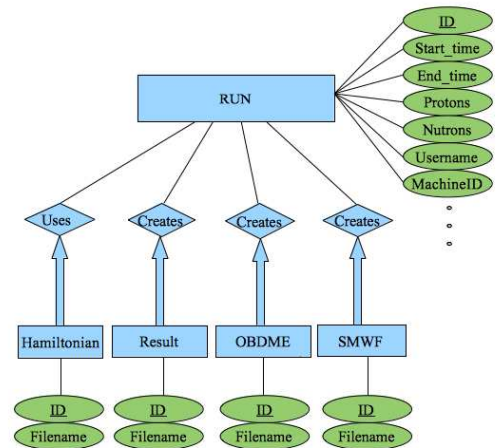 ID
Start_time
End_time
RUN
Protons
Nutrons
Username
MachineID
Uses
Creates
Creates
Creates
Hamiltonian
Result
OBDME
SMWF
ID
ID
ID
ID
Filename
Filename
Filename
Filename